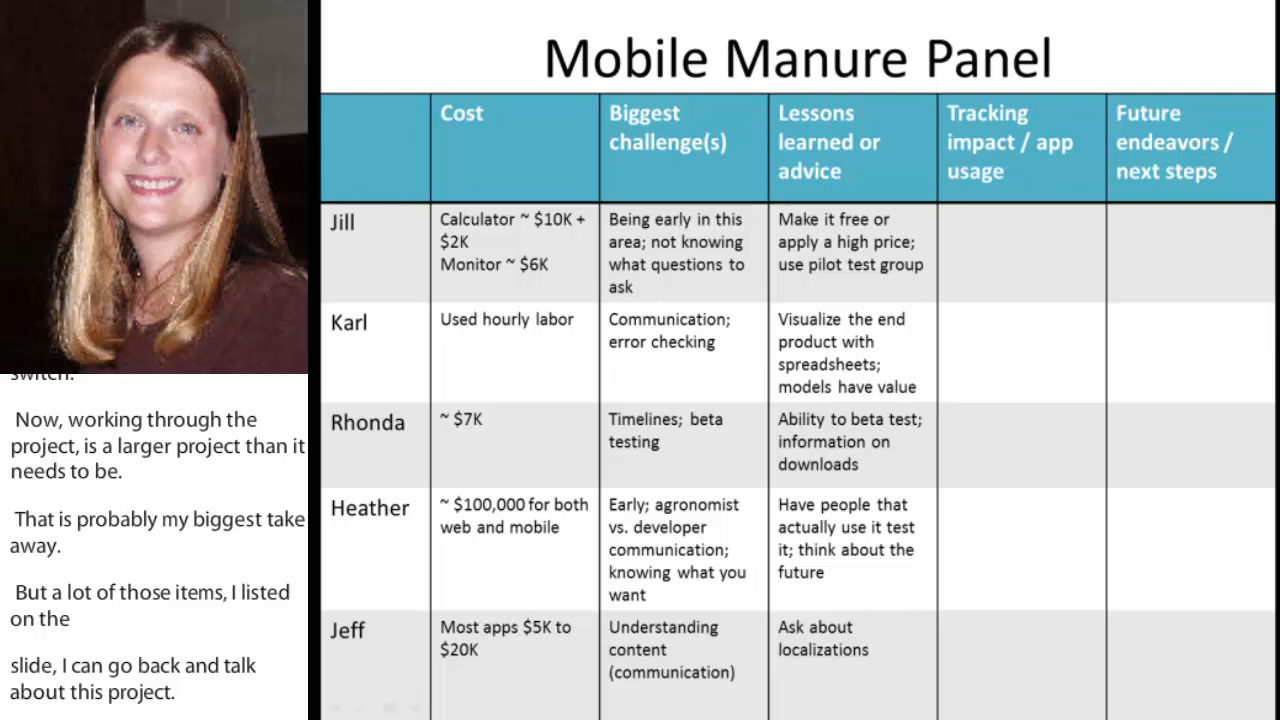 Mobile Manure Panel
Cost
Biggest
challenge(s)
Lessons
learned or
advice
Tracking
impact / app
usage
Future
endeavors /
next steps
Jill
Calculator ~ $10K +
$2K
Monitor ~ $6K
Being early in this
area; not knowing
what questions to
ask
Make it free or
apply a high price;
use pilot test group
Karl
Used hourly labor
Communication;
error checking
Visualize the end
product with
spreadsheets;
models have value
Rhonda
~ $7K
Timelines; beta
testing
Ability to beta test;
information on
downloads
Heather
~ $100,000 for both
web and mobile
Early; agronomist
vs. developer
communication;
knowing what you
want
Have people that
actually use it test
it; think about the
future
Jeff
Most apps $5K to
$20K
Understanding
content
(communication)
Ask about
localizations
switch.
Now, working through the
project, is a larger project than it
needs to be.
That is probably my biggest take
away.
But a lot of those items, I listed
on the
slide, I can go back and talk
about this project.